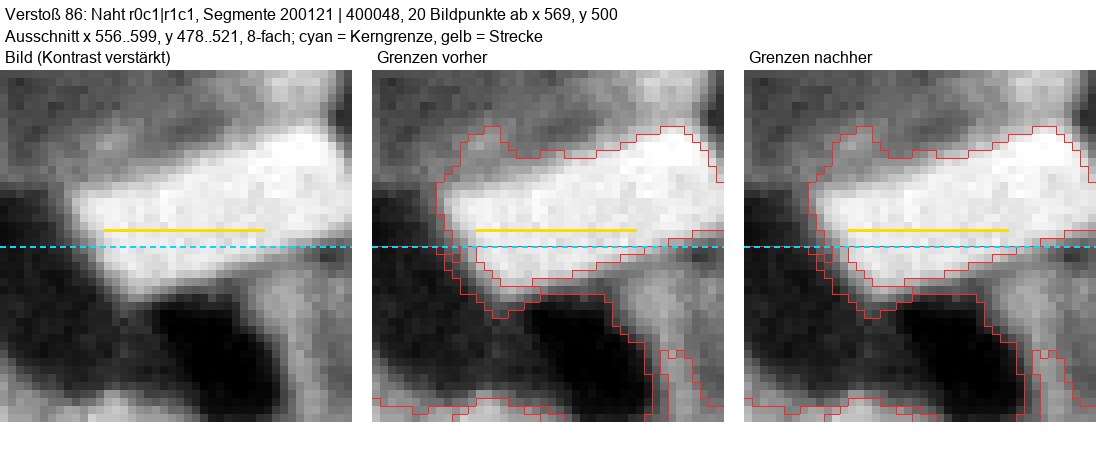 Verstoß 86: Naht r0c1|r1c1, Segmente 200121 | 400048, 20 Bildpunkte ab x 569, y 500
Ausschnitt x 556..599, y 478..521, 8-fach; cyan = Kerngrenze, gelb = Strecke
Bild (Kontrast verstärkt) Grenzen vorher Grenzen nachher